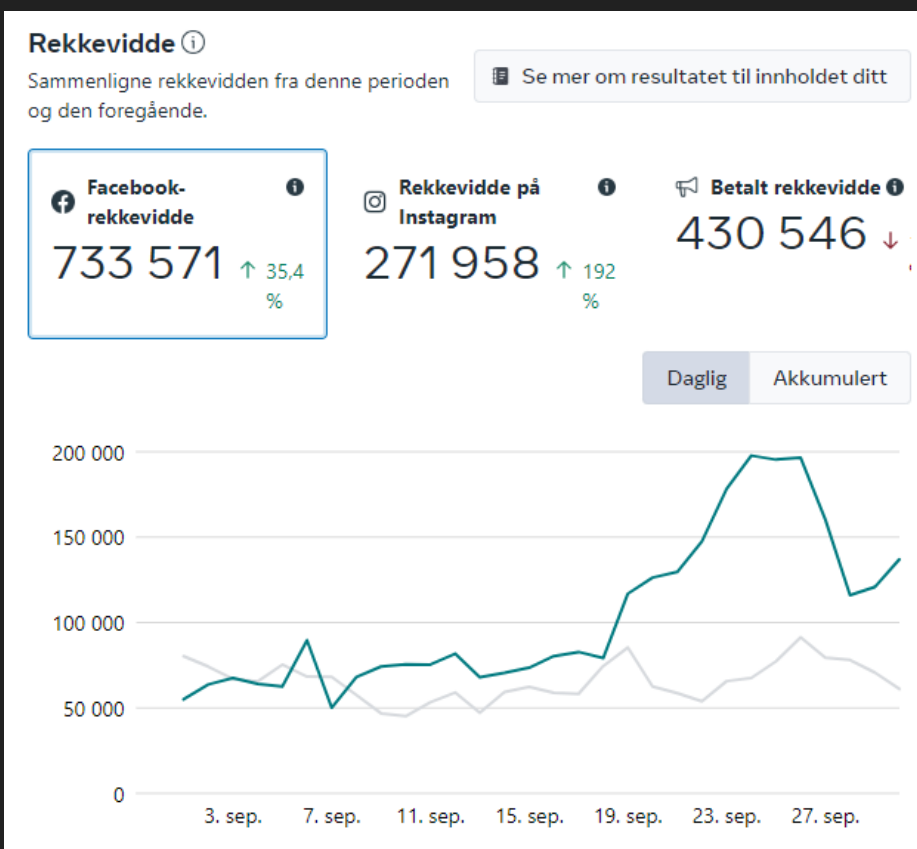 Rekkevidde
Sammenligne rekkevidden fra denne perioden
og den foregående.
Se mer om resultatet til innholdet ditt
Facebook-
rekkevidde
733 571 ↑ 35,4
%
Rekkevidde på
Instagram
271 958 ↑ 192
%
Betalt rekkevidde
430 546 ↓
Daglig
Akkumulert
200 000
150 000
100 000
50 000
0
3. sep.
7. sep.
11. sep.
15. sep.
19. sep.
23. sep.
27. sep.